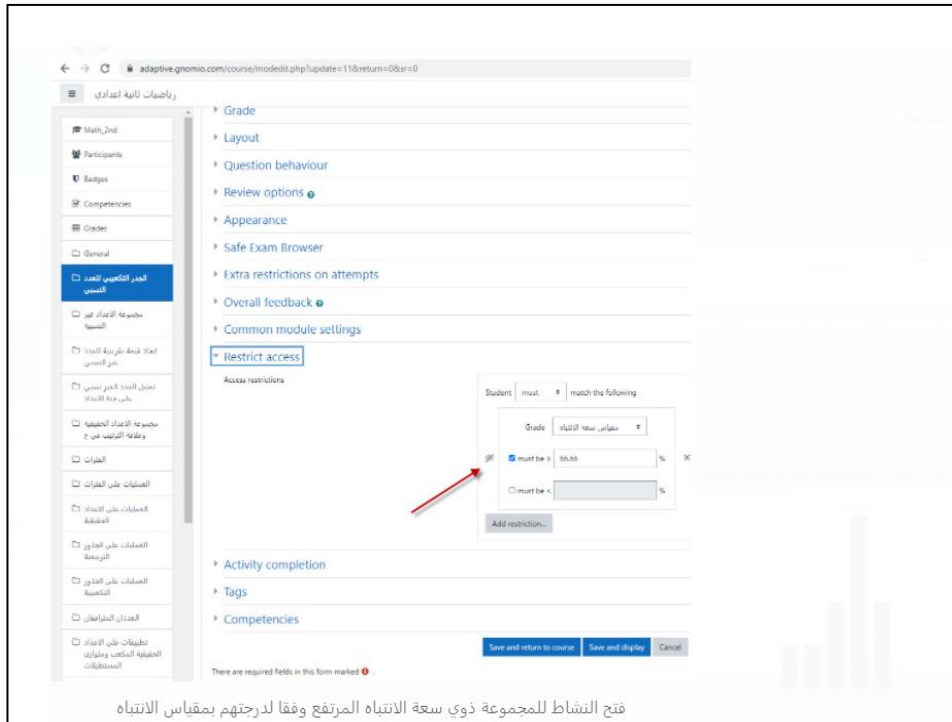 adaptive.gnomio.com/course/modedit.php?update=11&return=0&sr=0
رياضيات ثانية اعدادي
Math_2nd
Participants
Badges
Competencies
Grades
General
الجذر التكعيبي للعدد
النسبي
مجموعة الاعداد غير
النسبية
ايجاد قيمة تقريبية للعدد
غير النسبي
تمثيل العدد الغير نسبي
على خط الاعداد
مجموعة الاعداد الحقيقية
وعلاقة الترتيب في ح
الفترات
العمليات على الفترات
العمليات على الاعداد
الحقيقية
العمليات على الجذور
التربيعية
العمليات على الجذور
التكعيبية
العددان المترافقان
تطبيقات على الاعداد
الحقيقية المكعب ومتوازى
المستطيلات
Grade
Layout
Question behaviour
Review options
Appearance
Safe Exam Browser
Extra restrictions on attempts
Overall feedback
Common module settings
Restrict access
Access restrictions
Student must match the following
Grade مقياس سعة الانتباه
must be ≥ 66.66 %
must be < %
Add restriction...
Activity completion
Tags
Competencies
Save and return to course Save and display Cancel
There are required fields in this form marked .
فتح النشاط للمجموعة ذوي سعة الانتباه المرتفع وفقا لدرجتهم بمقياس الانتباه